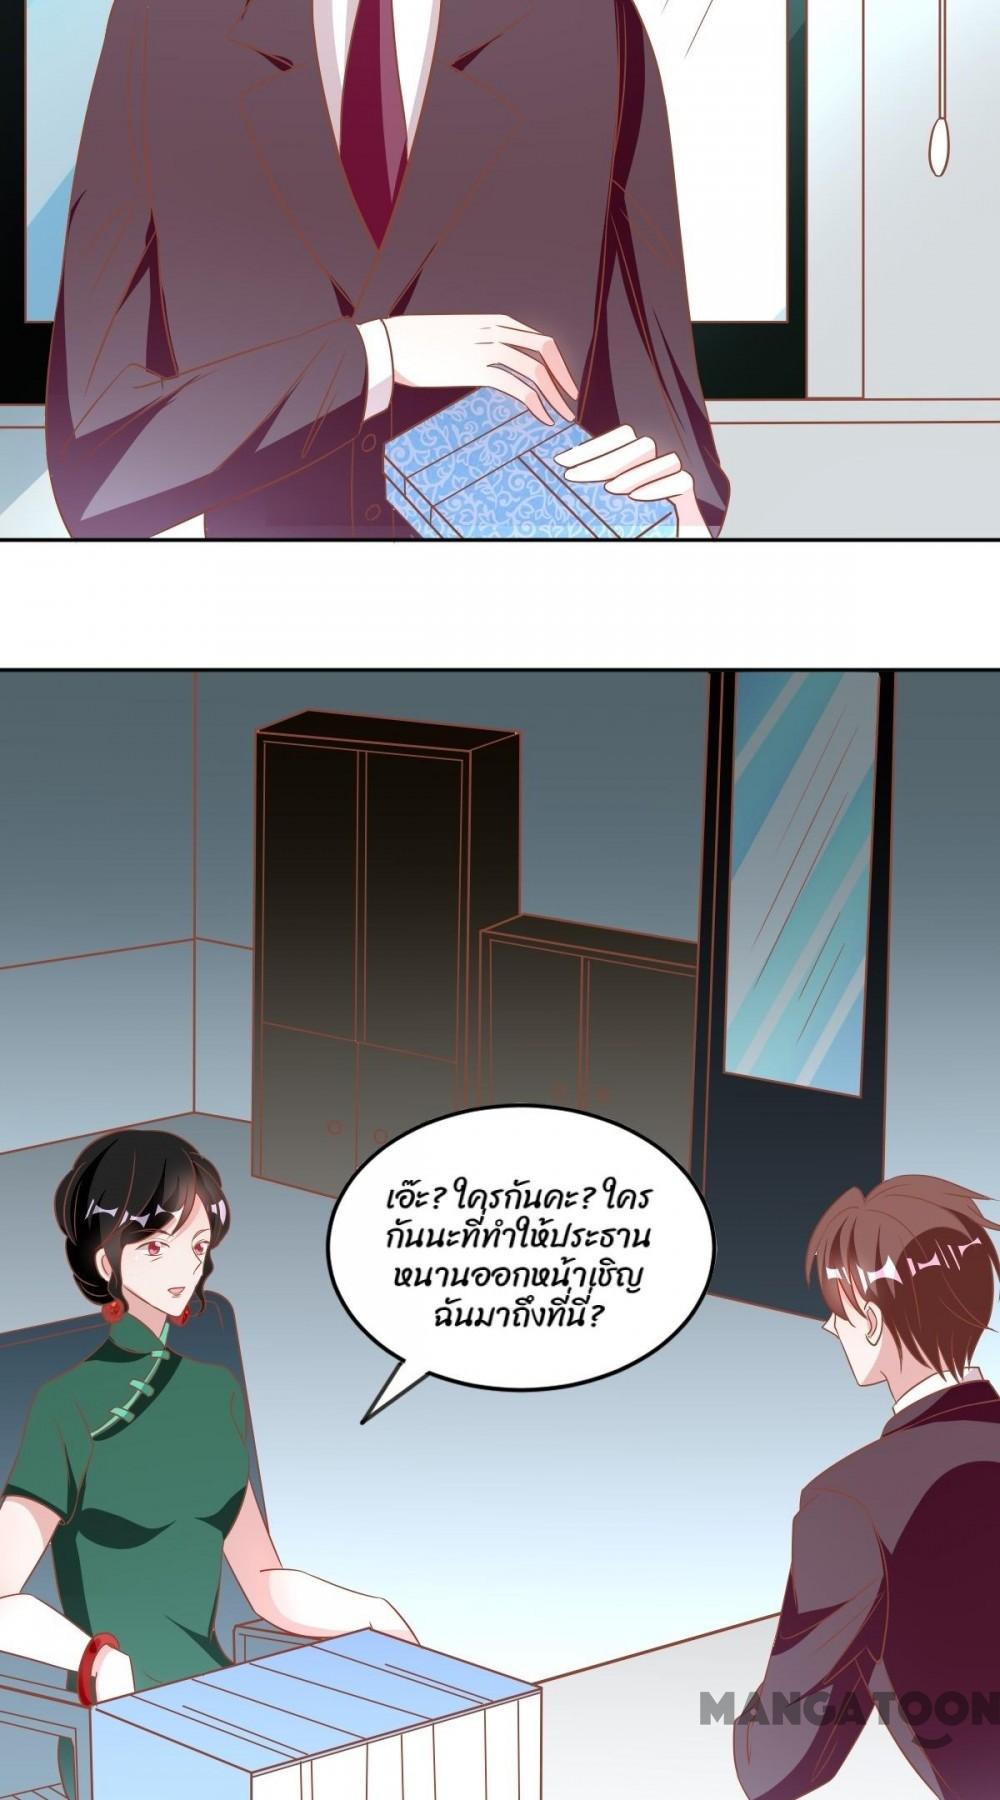 เอ๊ะ? ใครกันคะ? ใคร
กันนะที่ทำให้ประธาน
หนานออกหน้าเชิญ
ฉันมาถึงที่นี่?
MANGATOON